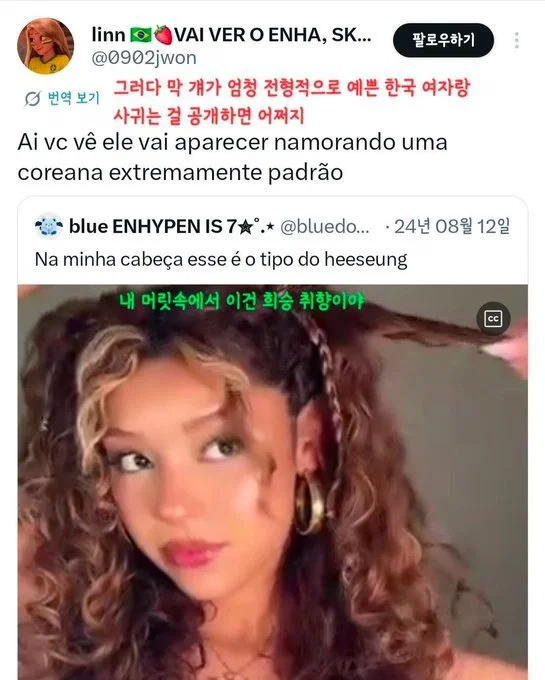 linn 🇧🇷🍓VAI VER O ENHA, SK...
@0902jwon
팔로우하기
번역 보기
그러다 막 걔가 엄청 전형적으로 예쁜 한국 여자랑
사귀는 걸 공개하면 어쩌지
Ai vc vê ele vai aparecer namorando uma
coreana extremamente padrão
blue ENHYPEN IS 7✮˚.⋆ @bluedo... · 24년 08월 12일
Na minha cabeça esse é o tipo do heeseung
내 머릿속에서 이건 희승 취향이야
CC